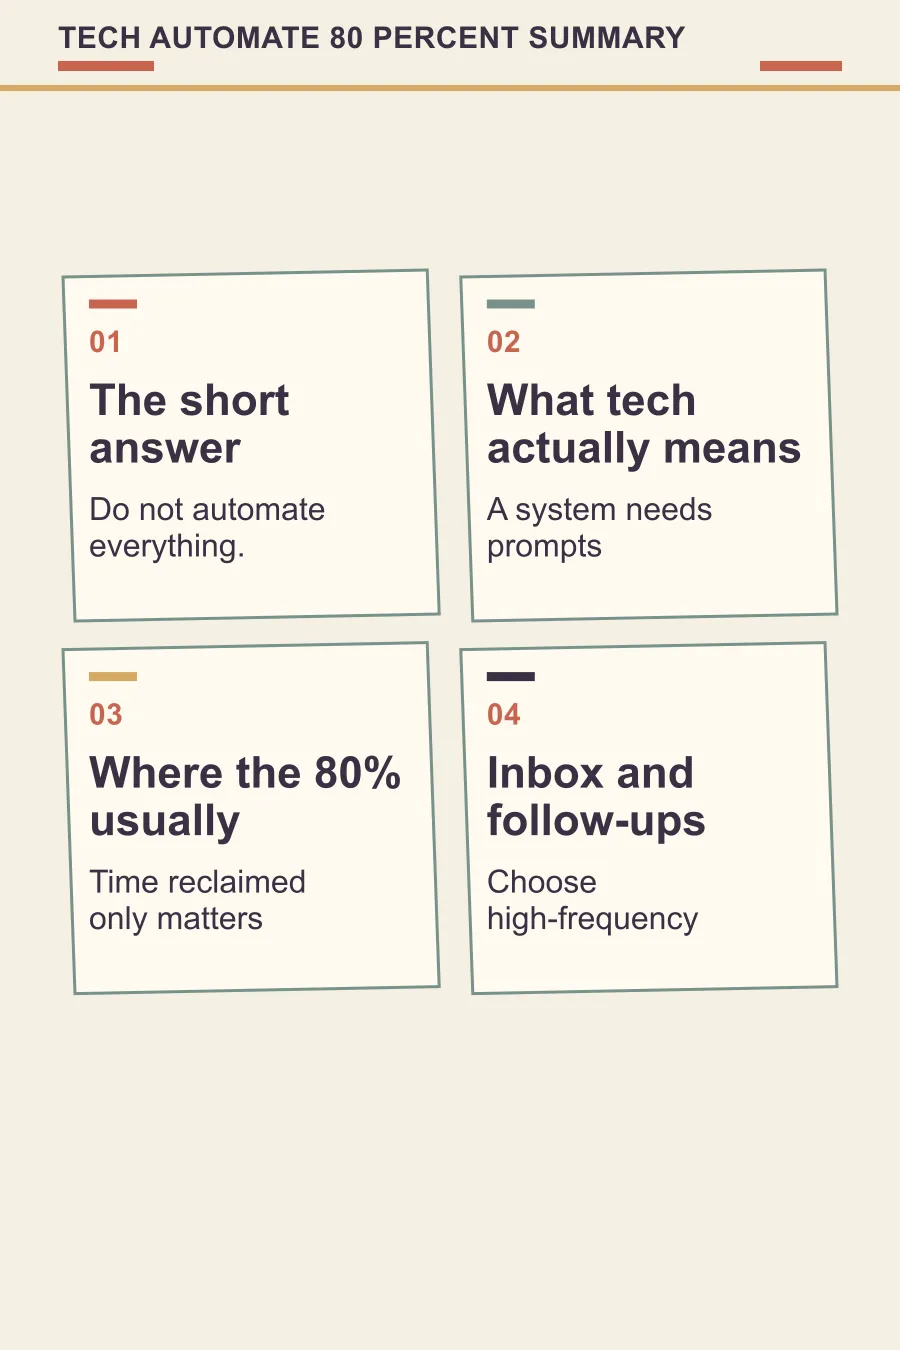 TECH AUTOMATE 80 PERCENT SUMMARY
01
The short
answer
Do not automate
everything.
02
What tech
actually means
A system needs
prompts
03
Where the 80%
usually
Time reclaimed
only matters
04
Inbox and
follow-ups
Choose
high-frequency